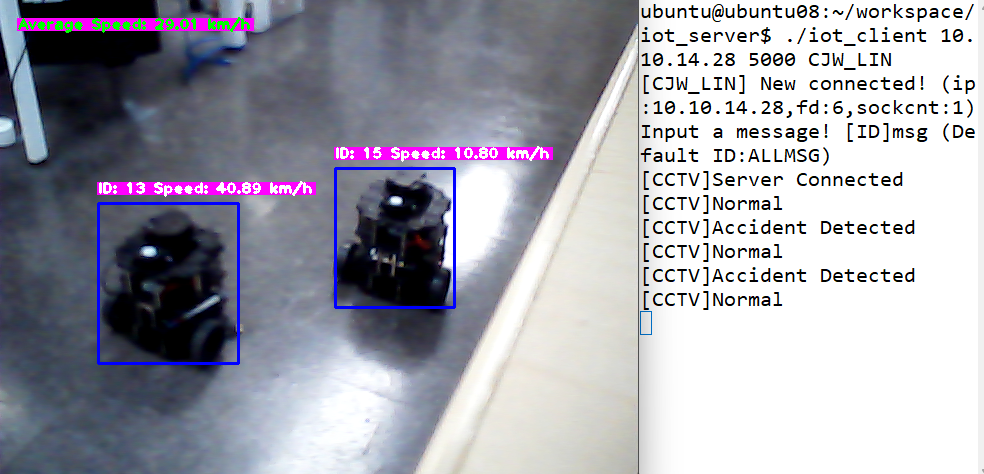 Average Speed: 29.01 km/h
ID: 15 Speed: 10.80 km/h
ID: 13 Speed: 40.89 km/h
ubuntu@ubuntu08:~/workspace/
iot_server$ ./iot_client 10.
10.14.28 5000 CJW_LIN
[CJW_LIN] New connected! (ip
:10.10.14.28,fd:6,sockcnt:1)
Input a message! [ID]msg (De
fault ID:ALLMSG)
[CCTV]Server Connected
[CCTV]Normal
[CCTV]Accident Detected
[CCTV]Normal
[CCTV]Accident Detected
[CCTV]Normal